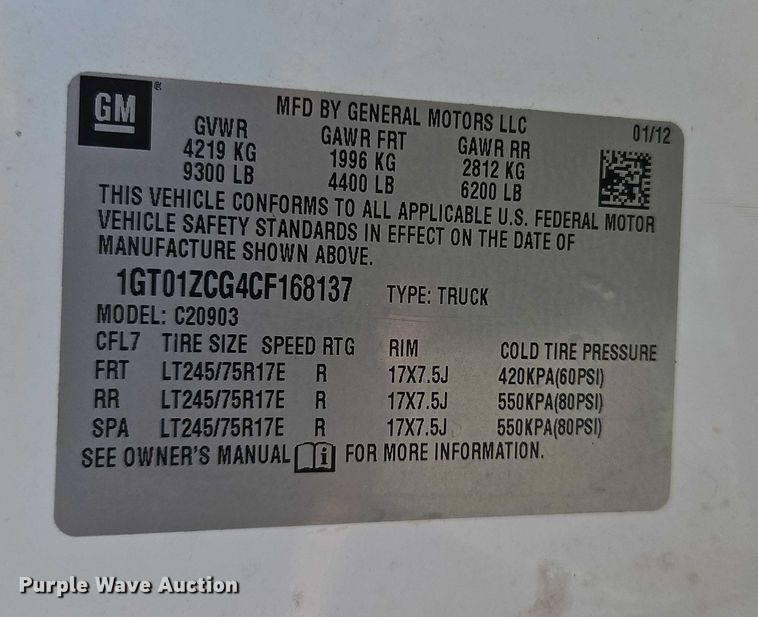 GM ®
MFD BY GENERAL MOTORS LLC 01/12
GVWR GAWR FRT GAWR RR
4219 KG 1996 KG 2812 KG
9300 LB 4400 LB 6200 LB
THIS VEHICLE CONFORMS TO ALL APPLICABLE U.S. FEDERAL MOTOR
VEHICLE SAFETY STANDARDS IN EFFECT ON THE DATE OF
MANUFACTURE SHOWN ABOVE.
1GT01ZCG4CF168137 TYPE: TRUCK
MODEL: C20903
CFL7 TIRE SIZE SPEED RTG RIM COLD TIRE PRESSURE
FRT LT245/75R17E R 17X7.5J 420KPA(60PSI)
RR LT245/75R17E R 17X7.5J 550KPA(80PSI)
SPA LT245/75R17E R 17X7.5J 550KPA(80PSI)
SEE OWNER'S MANUAL i FOR MORE INFORMATION.
Purple Wave Auction